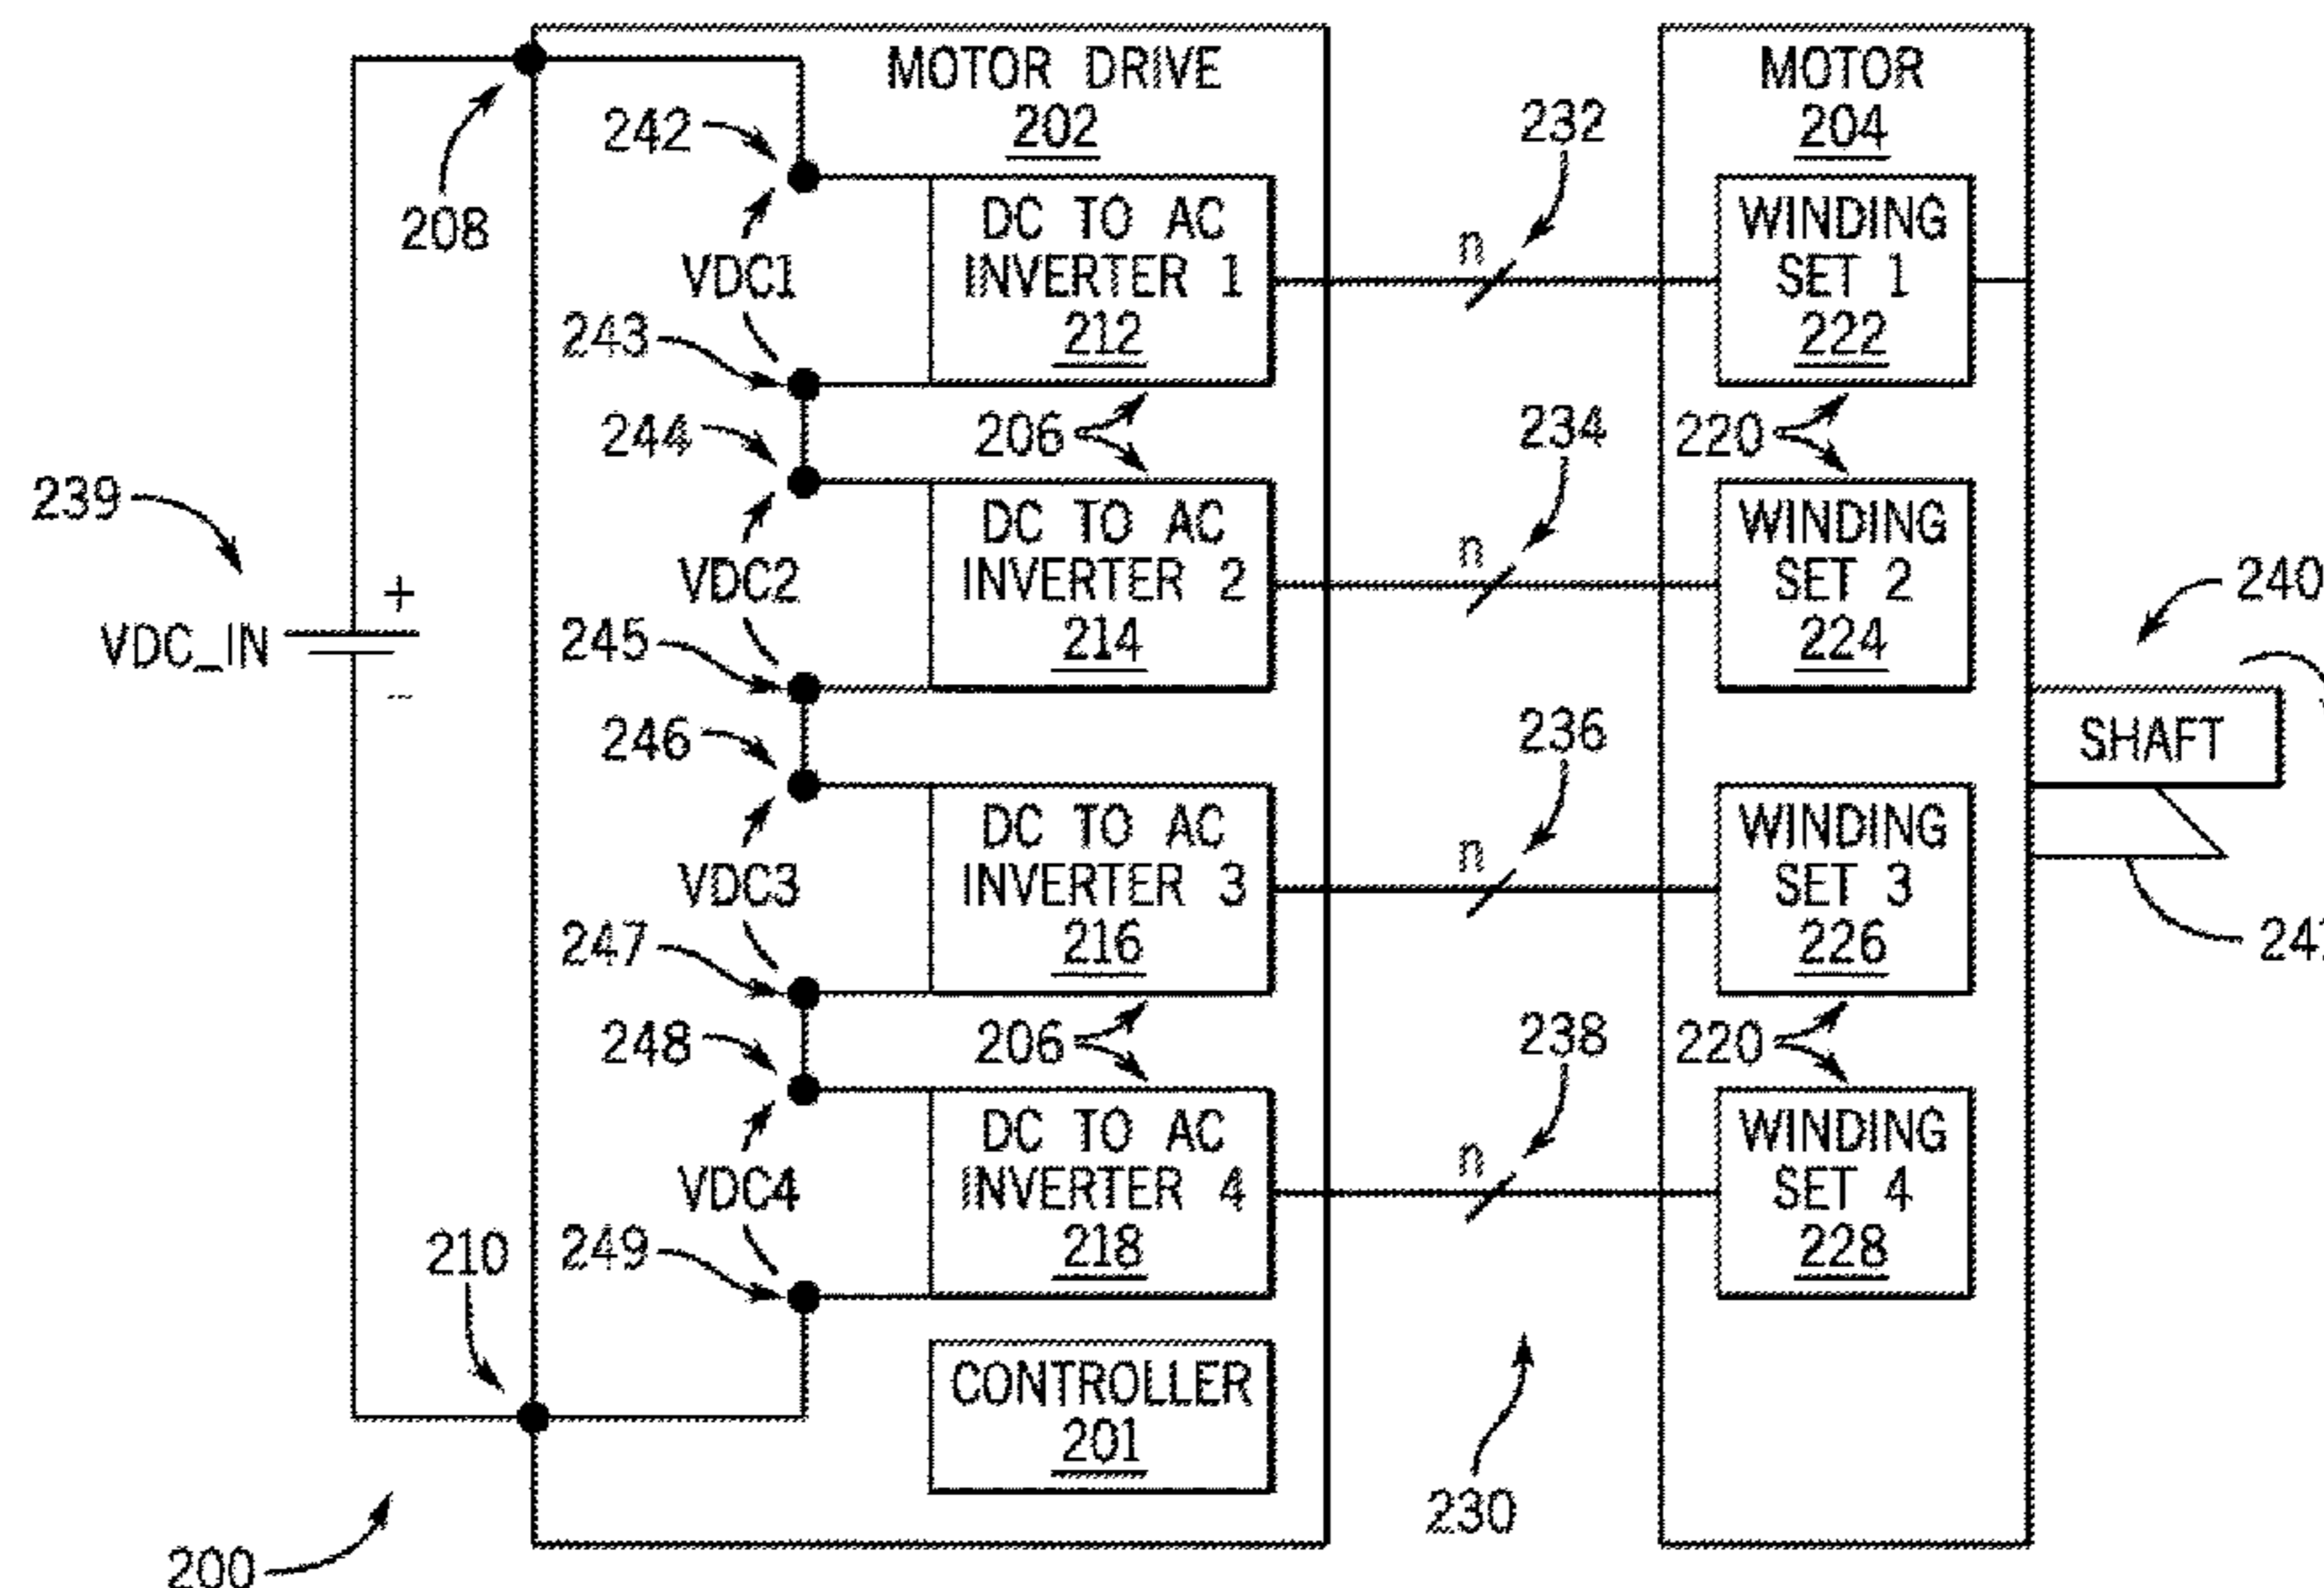 MOTOR DRIVE
202
MOTOR
204
242
232
208
DC TO AC
INVERTER 1
212
n
WINDING
SET 1
222
VDC1
243
206
220
244
234
239
DC TO AC
INVERTER 2
214
n
WINDING
SET 2
224
VDC2
240
+
VDC_IN
-
245
246
236
SHAFT
DC TO AC
INVERTER 3
216
n
WINDING
SET 3
226
VDC3
247
206
220
248
238
DC TO AC
INVERTER 4
218
n
WINDING
SET 4
228
VDC4
249
210
CONTROLLER
201
230
200